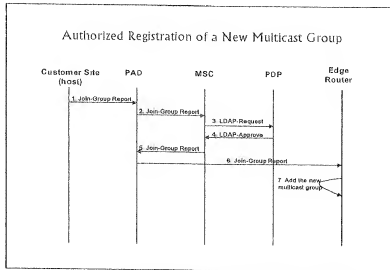 Authorized Registration of a New Multicast Group
Customer Site
(host)
PAD
MSC
PDP
Edge
Router
1. Join-Group Report
2. Join-Group Report
3. LDAP-Request
4. LDAP-Approve
5. Join-Group Report
6. Join-Group Report
7 Add the new
multicast group